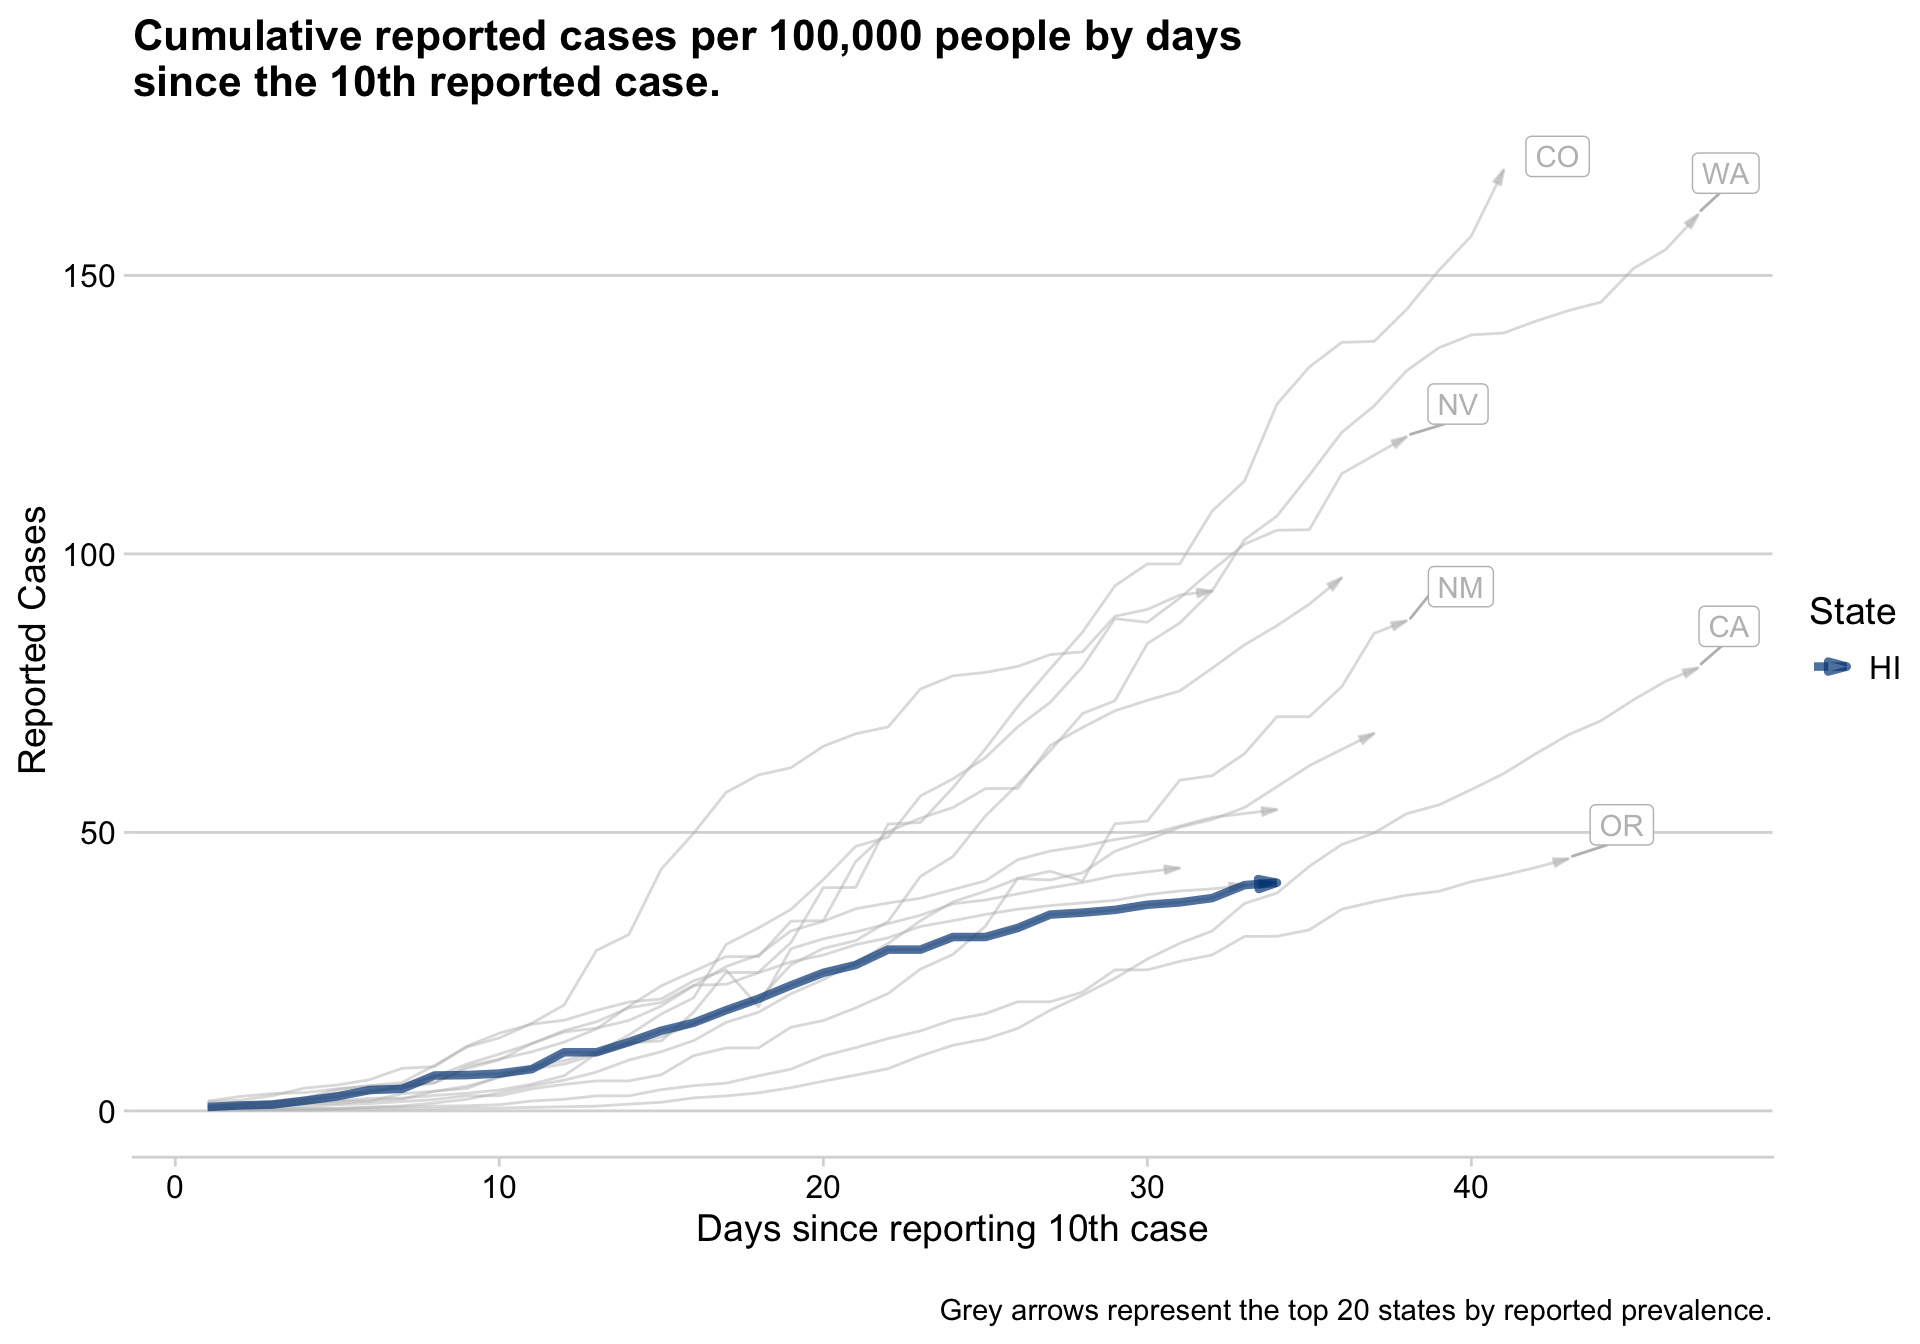 Cumulative reported cases per 100,000 people by days
since the 10th reported case.
CO
WA
150
NV
100
NM
CA
50
OR
0
Reported Cases
State
HI
0 10 20 30 40
Days since reporting 10th case
Grey arrows represent the top 20 states by reported prevalence.